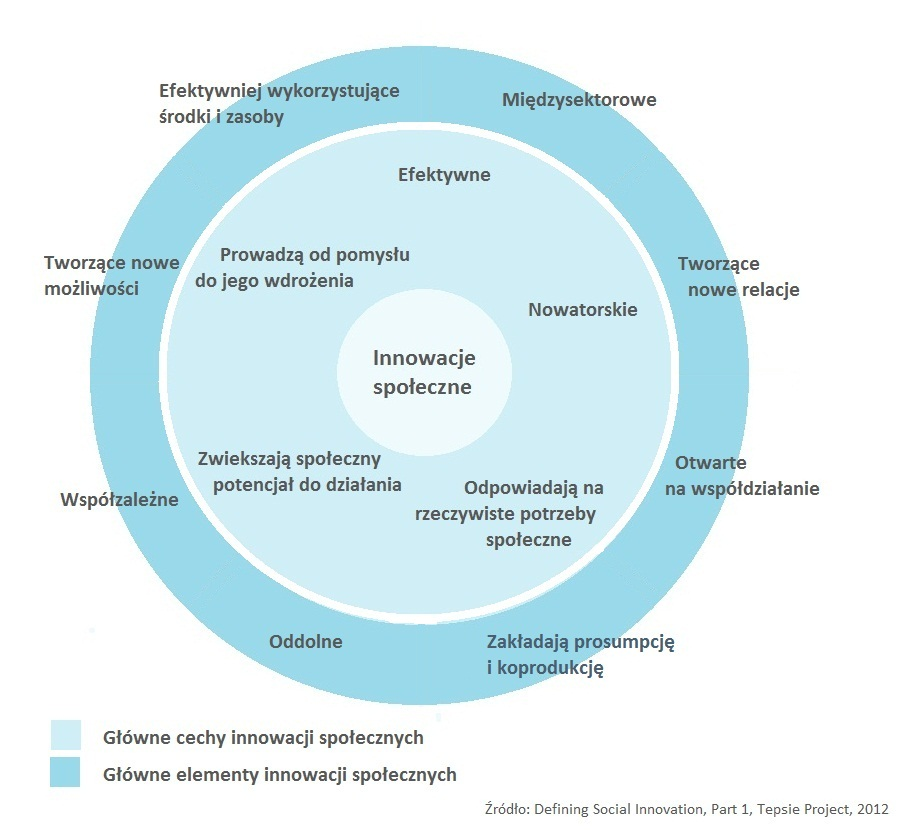 Efektywniej wykorzystujące
środki i zasoby
Międzysektorowe
Efektywne
Prowadzą od pomysłu
do jego wdrożenia
Tworzące nowe
możliwości
Tworzące
nowe relacje
Nowatorskie
Innowacje
społeczne
Zwiekszają społeczny
potencjał do działania
Odpowiadają na
rzeczywiste potrzeby
społeczne
Otwarte
na współdziałanie
Współzależne
Oddolne
Zakładają prosumpcję
i koprodukcję
Główne cechy innowacji społecznych
Główne elementy innowacji społecznych
Źródło: Defining Social Innovation, Part 1, Tepsie Project, 2012